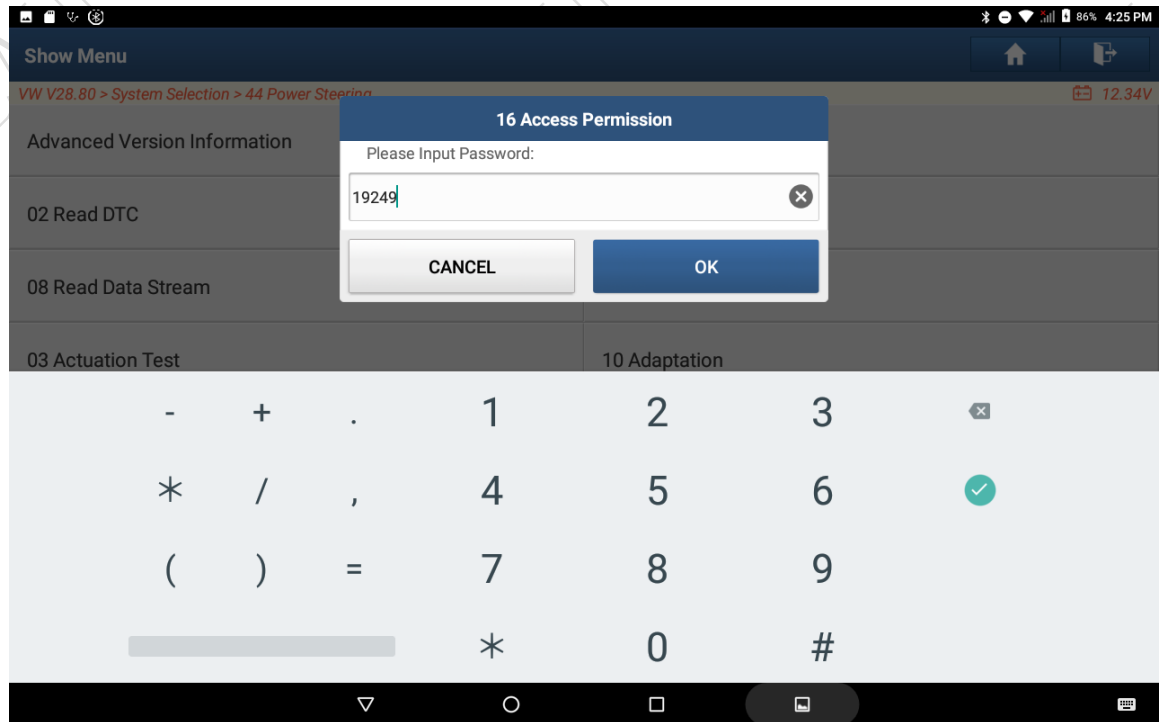 86% 4:25 PM
Show Menu
VW V28.80 > System Selection > 44 Power Steering
12.34V
16 Access Permission
Advanced Version Information
Please Input Password:
19249
02 Read DTC
CANCEL
OK
08 Read Data Stream
03 Actuation Test
10 Adaptation
- + . 1 2 3
* / , 4 5 6
( ) = 7 8 9
* 0 #